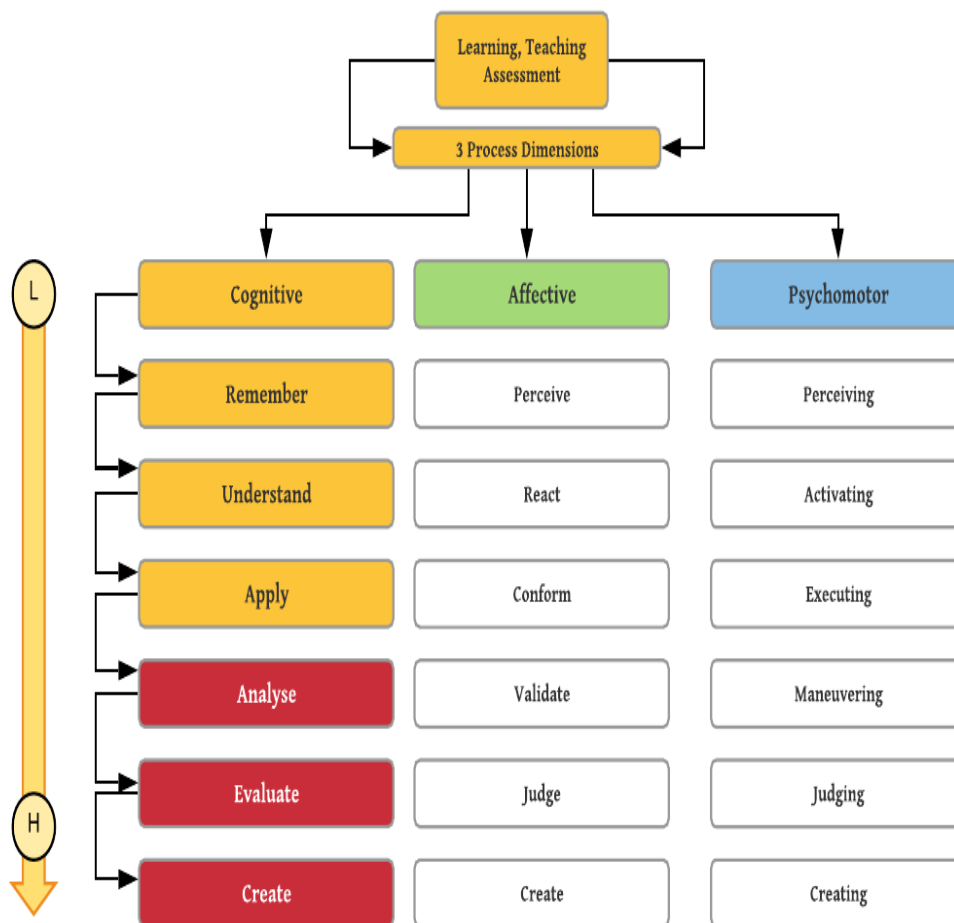 Learning, Teaching
Assessment
3 Process Dimensions
L
Cognitive
Affective
Psychomotor
Remember
Perceive
Perceiving
Understand
React
Activating
Apply
Conform
Executing
Analyse
Validate
Maneuvering
H
Evaluate
Judge
Judging
Create
Create
Creating